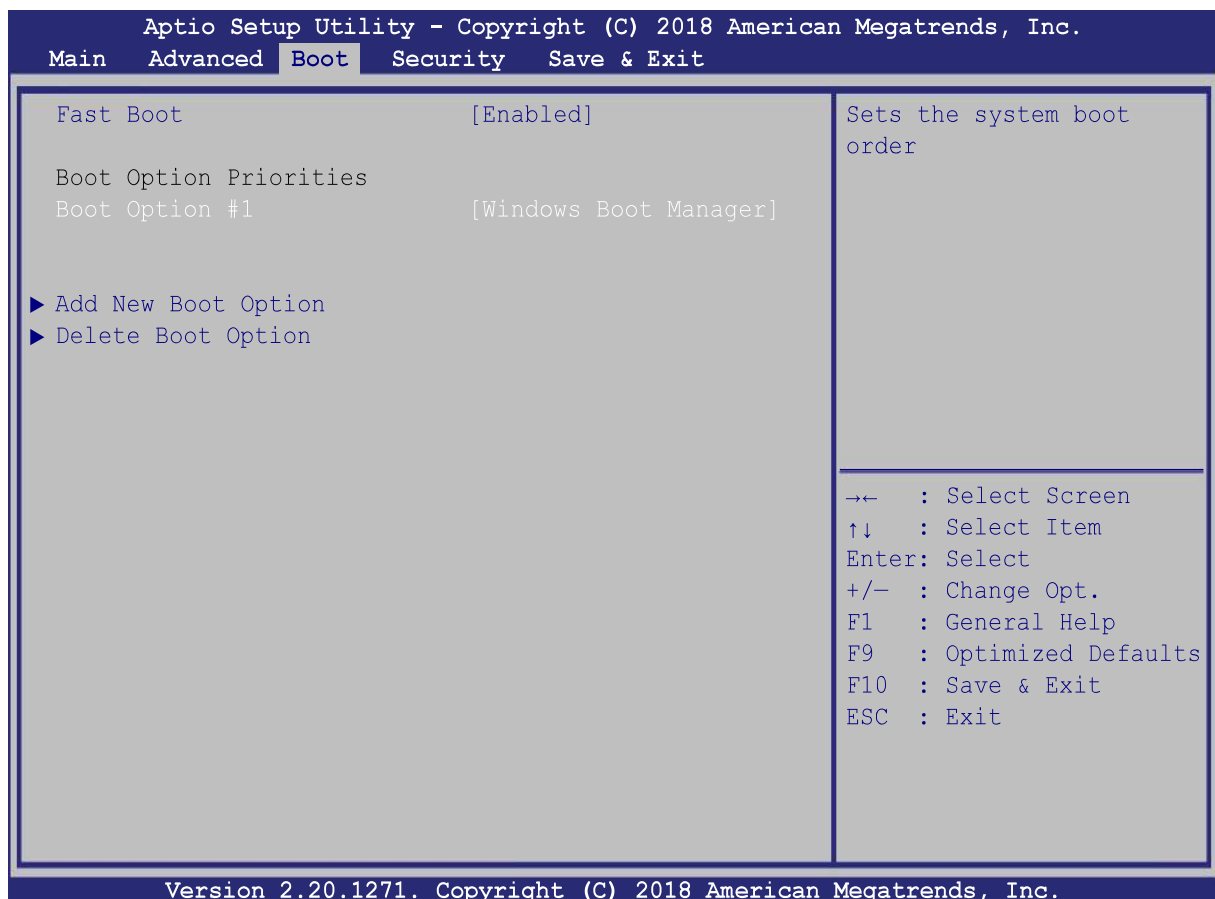 Aptio Setup Utility - Copyright (C) 2018 American Megatrends, Inc.
Main Advanced Boot Security Save & Exit
Fast Boot [Enabled]
Boot Option Priorities
Boot Option #1 [Windows Boot Manager]
▶ Add New Boot Option
▶ Delete Boot Option
Sets the system boot
order
→← : Select Screen
↑↓ : Select Item
Enter: Select
+/− : Change Opt.
F1 : General Help
F9 : Optimized Defaults
F10 : Save & Exit
ESC : Exit
Version 2.20.1271. Copyright (C) 2018 American Megatrends, Inc.